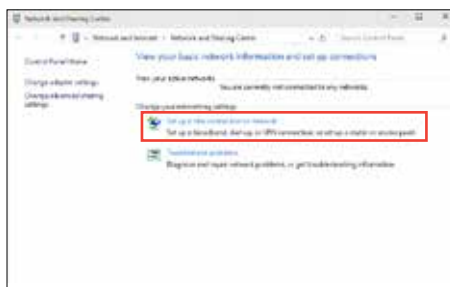 Network and Sharing Center
Network and Internet > Network and Sharing Center
Search Control Panel
Control Panel Home
Change adapter settings
Change advanced sharing
settings
View your basic network information and set up connections
View your active networks
You are currently not connected to any networks.
Change your networking settings
Set up a new connection or network
Set up a broadband, dial-up, or VPN connection; or set up a router or access point.
Troubleshoot problems
Diagnose and repair network problems, or get troubleshooting information.